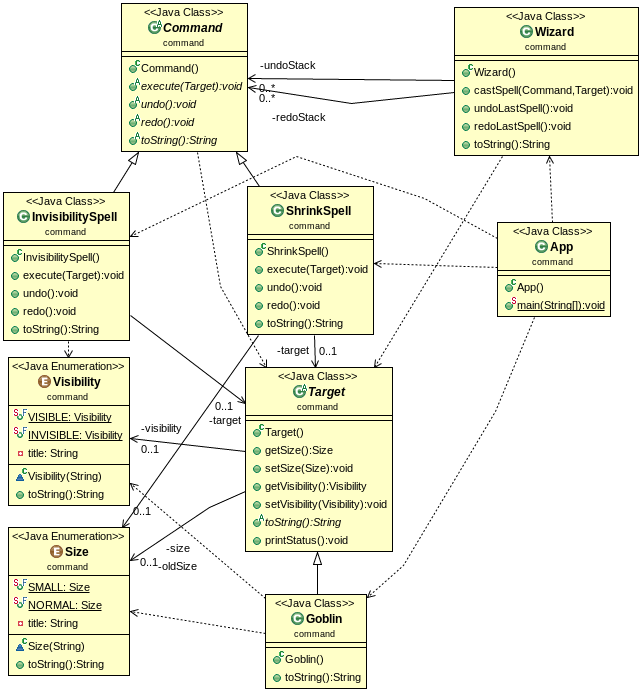 <<Java Class>>
Command
command
Command()
execute(Target):void
undo():void
redo():void
toString():String
<<Java Class>>
Wizard
command
Wizard()
castSpell(Command,Target):void
undoLastSpell():void
redoLastSpell():void
toString():String
-undoStack
0..*
0..*
-redoStack
<<Java Class>>
InvisibilitySpell
command
InvisibilitySpell()
execute(Target):void
undo():void
redo():void
toString():String
<<Java Class>>
ShrinkSpell
command
ShrinkSpell()
execute(Target):void
undo():void
redo():void
toString():String
<<Java Class>>
App
command
App()
main(String[]):void
-target
0..1
<<Java Enumeration>>
Visibility
command
VISIBLE: Visibility
INVISIBLE: Visibility
title: String
Visibility(String)
toString():String
0..1
-target
-visibility
0..1
<<Java Class>>
Target
command
Target()
getSize():Size
setSize(Size):void
getVisibility():Visibility
setVisibility(Visibility):void
toString():String
printStatus():void
0..1
-size
0..1
-oldSize
<<Java Enumeration>>
Size
command
SMALL: Size
NORMAL: Size
title: String
Size(String)
toString():String
<<Java Class>>
Goblin
command
Goblin()
toString():String